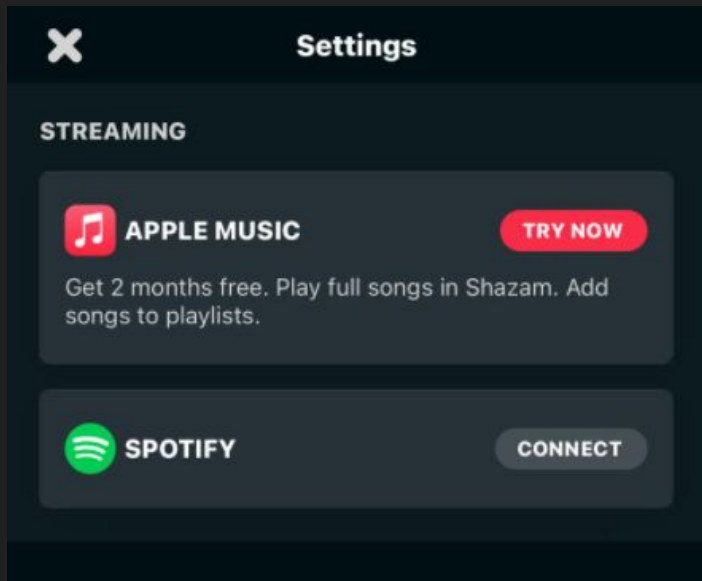 Settings
STREAMING
APPLE MUSIC
TRY NOW
Get 2 months free. Play full songs in Shazam. Add
songs to playlists.
SPOTIFY
CONNECT